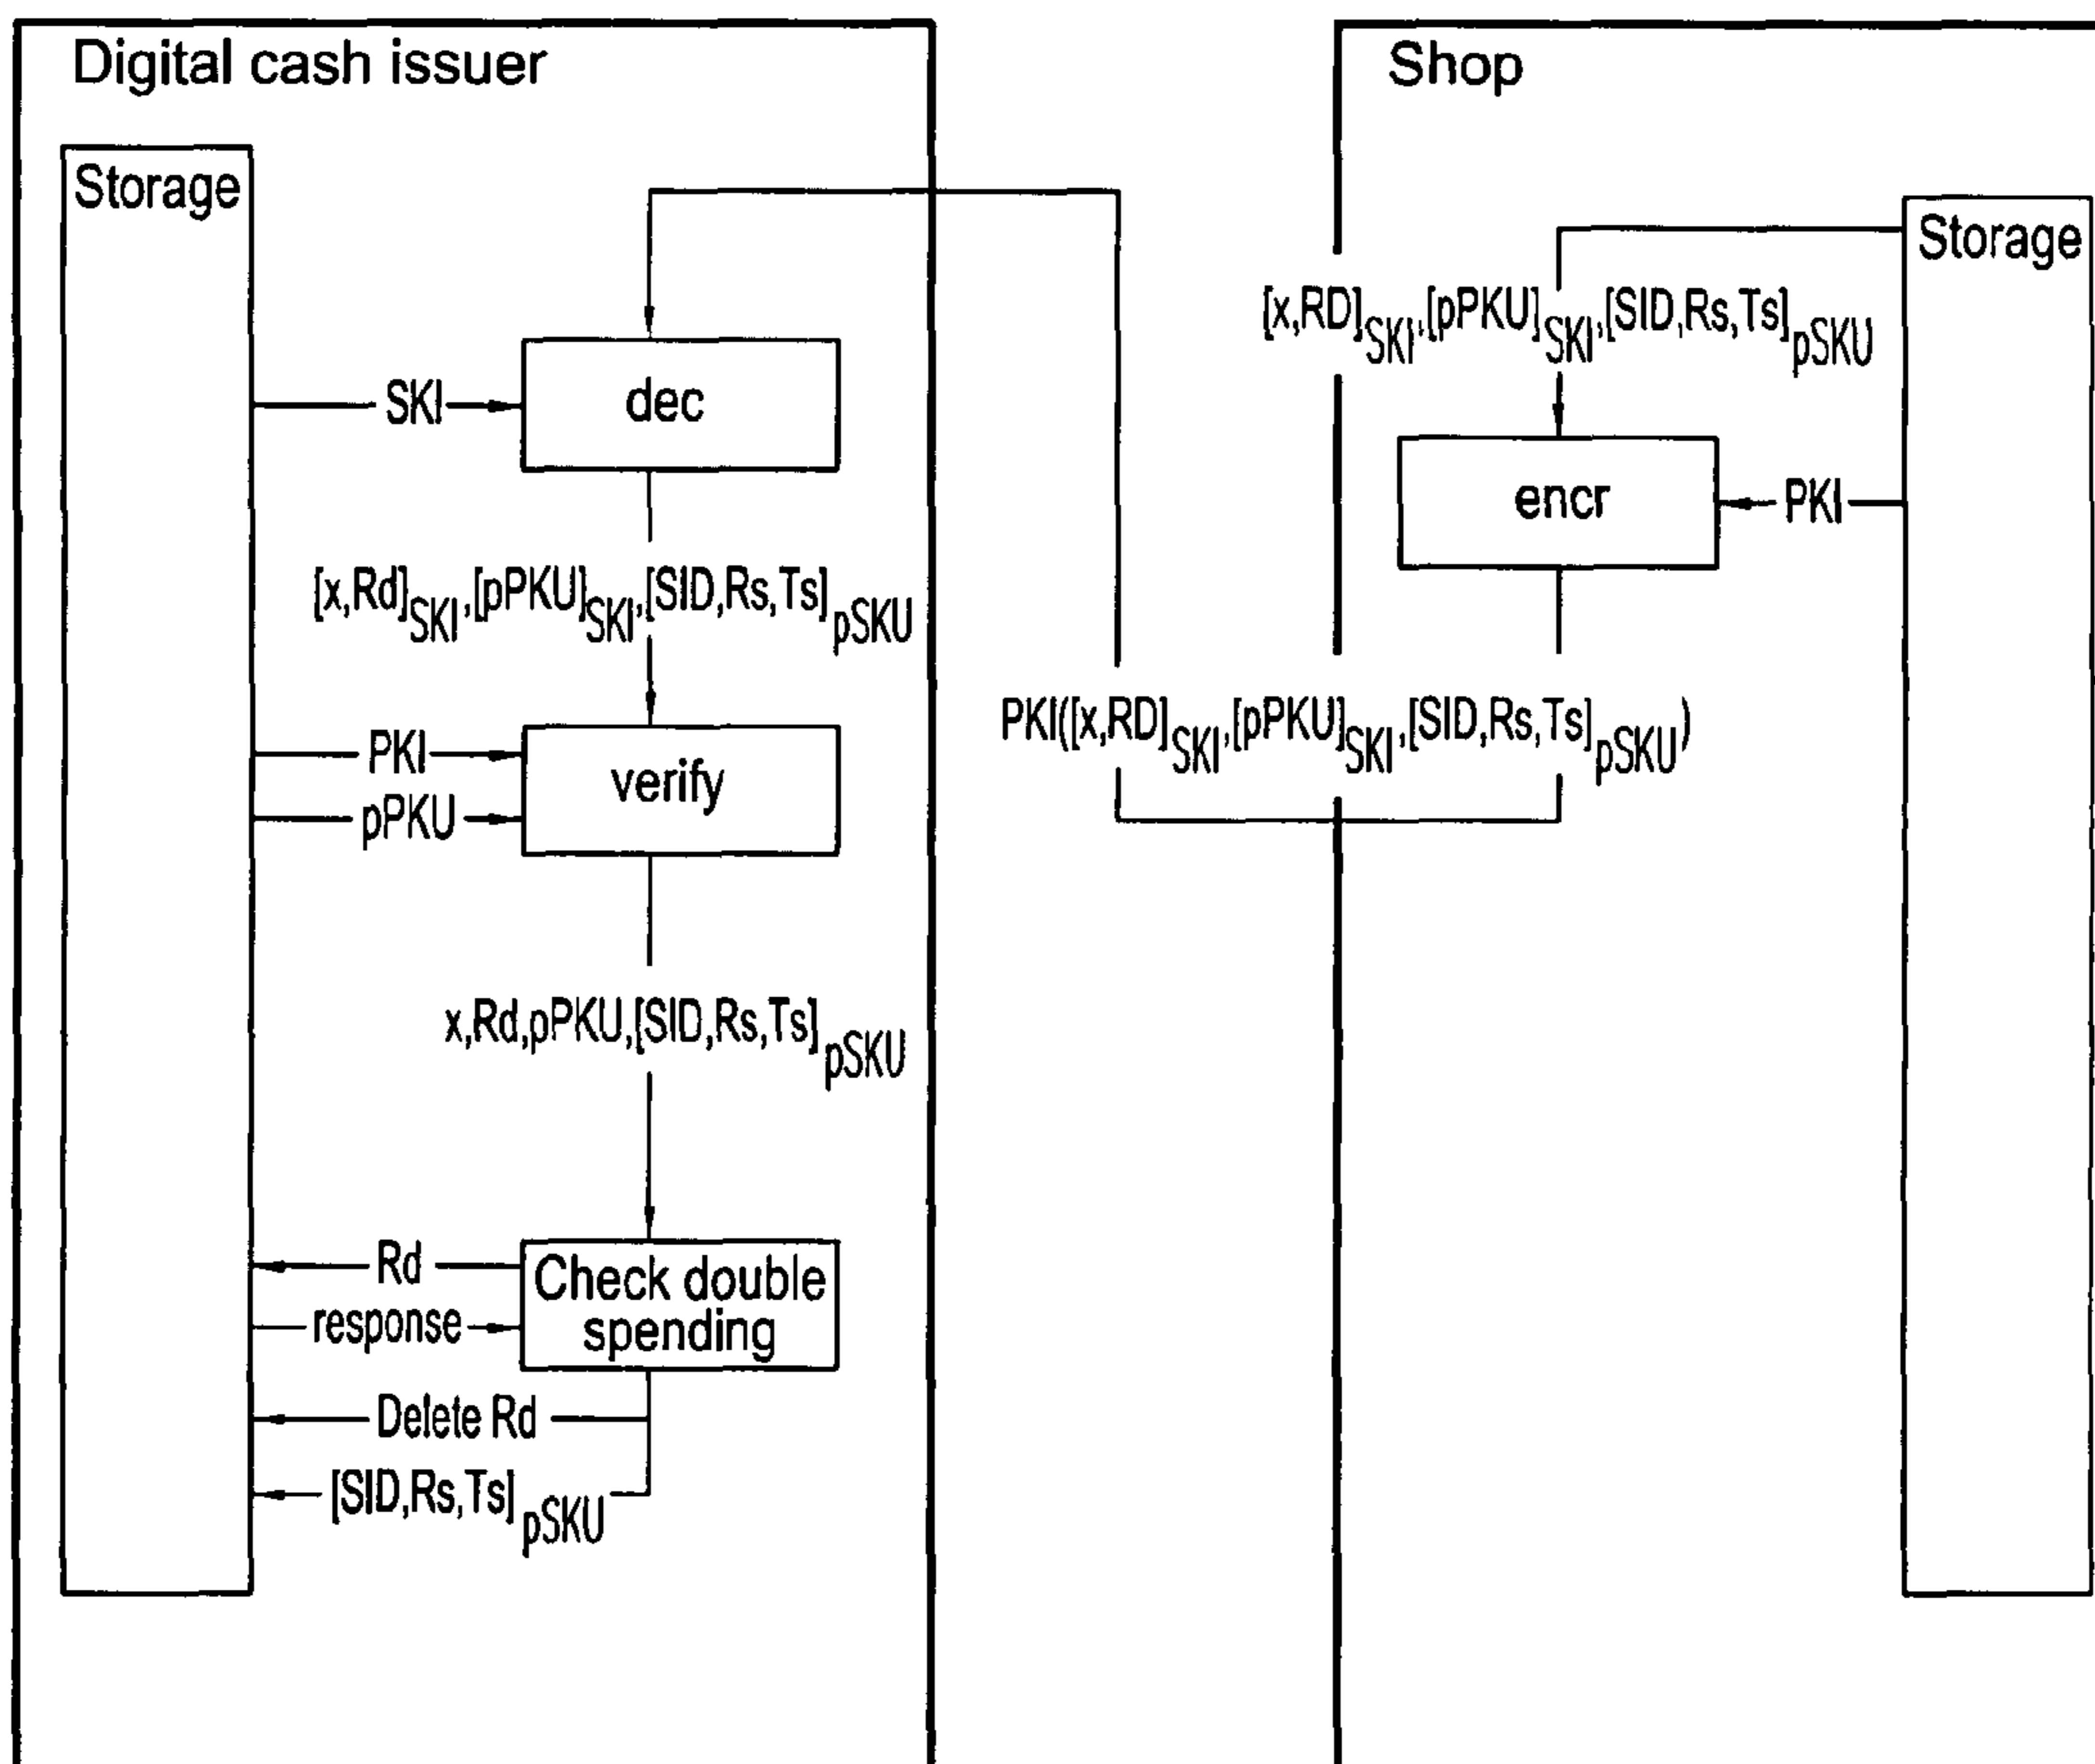 Digital cash issuer
Storage
SKI
dec
[x,Rd]SKI,[pPKU]SKI,[SID,Rs,Ts]pSKU
PKI
pPKU
verify
x,Rd,pPKU,[SID,Rs,Ts]pSKU
Rd
response
Check double
spending
Delete Rd
[SID,Rs,Ts]pSKU
PKI([x,RD]SKI,[pPKU]SKI,[SID,Rs,Ts]pSKU)
Shop
Storage
[x,RD]SKI,[pPKU]SKI,[SID,Rs,Ts]pSKU
encr
PKI